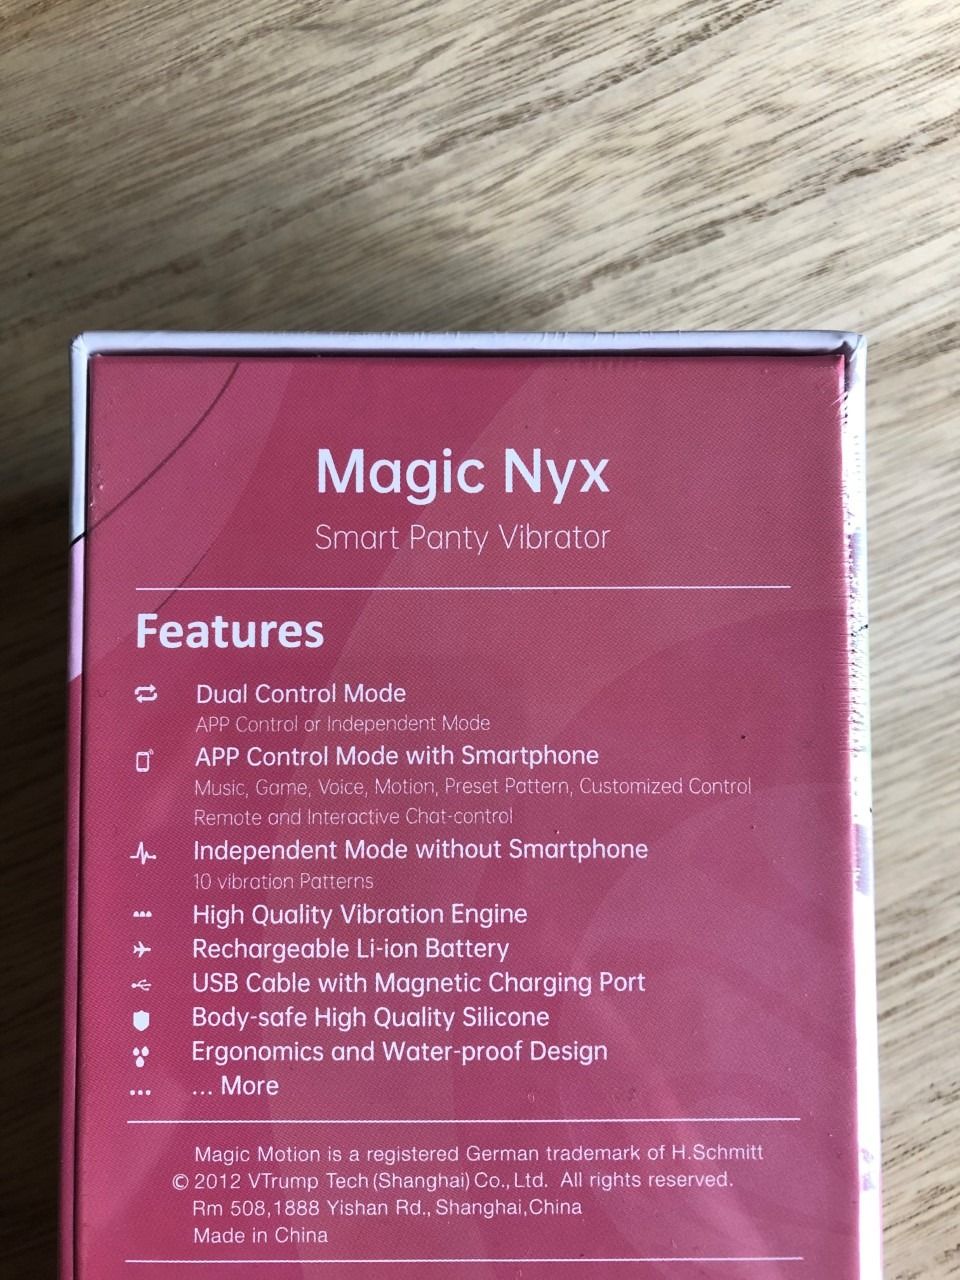 Magic Nyx
Smart Panty Vibrator
Features
Dual Control Mode
APP Control or Independent Mode
APP Control Mode with Smartphone
Music, Game, Voice, Motion, Preset Pattern, Customized Control
Remote and Interactive Chat-control
Independent Mode without Smartphone
10 vibration Patterns
High Quality Vibration Engine
Rechargeable Li-ion Battery
USB Cable with Magnetic Charging Port
Body-safe High Quality Silicone
Ergonomics and Water-proof Design
... More
Magic Motion is a registered German trademark of H.Schmitt
© 2012 VTrump Tech (Shanghai) Co., Ltd. All rights reserved.
Rm 508,1888 Yishan Rd., Shanghai,China
Made in China